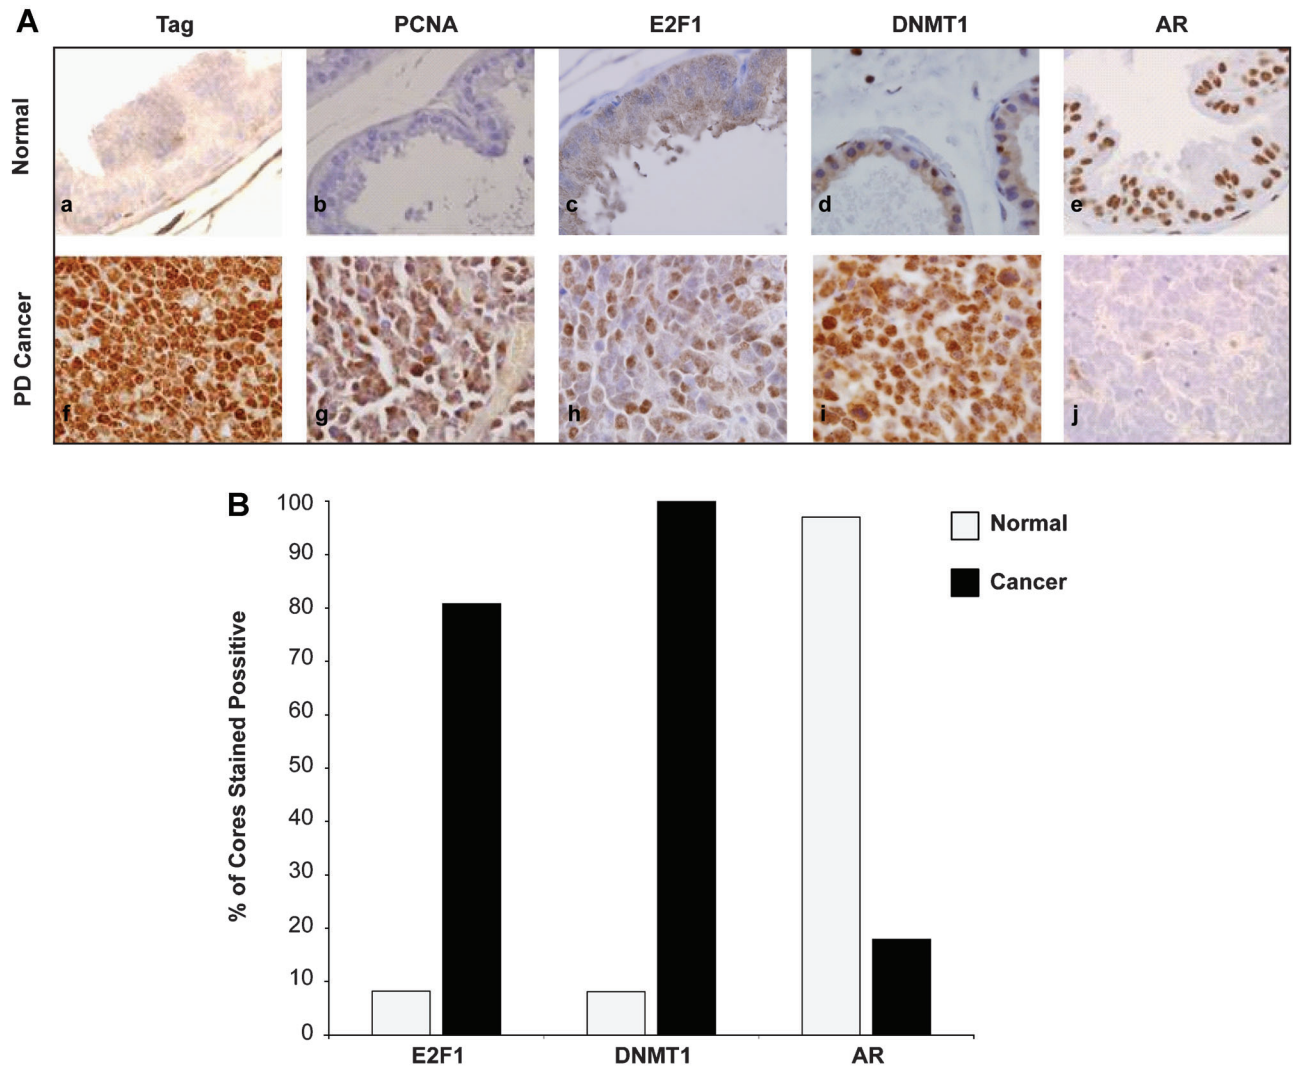 A
Tag PCNA E2F1 DNMT1 AR
Normal
a b c d e
PD Cancer
f g h i j
B
% of Cores Stained Possitive
100
90
80
70
60
50
40
30
20
10
0
E2F1 DNMT1 AR
Normal
Cancer